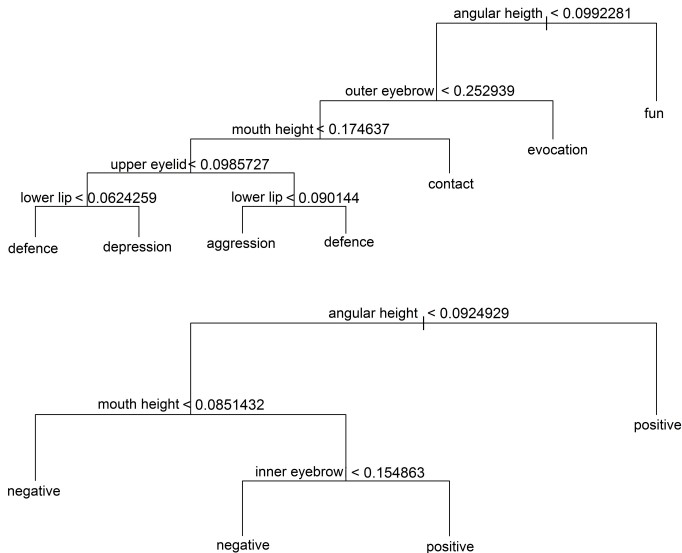 angular heigth < 0.0992281
outer eyebrow < 0.252939
fun
mouth height < 0.174637
evocation
upper eyelid < 0.0985727
contact
lower lip < 0.0624259 lower lip < 0.090144
defence depression aggression defence
angular height < 0.0924929
mouth height < 0.0851432
positive
inner eyebrow < 0.154863
negative
negative positive